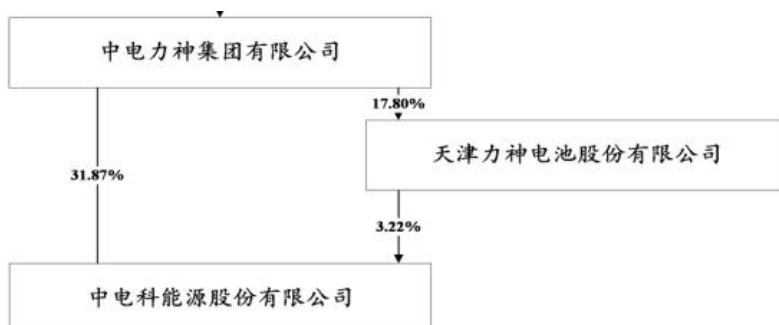 中电力神集团有限公司
17.80%
天津力神电池股份有限公司
31.87%
3.22%
中电科能源股份有限公司